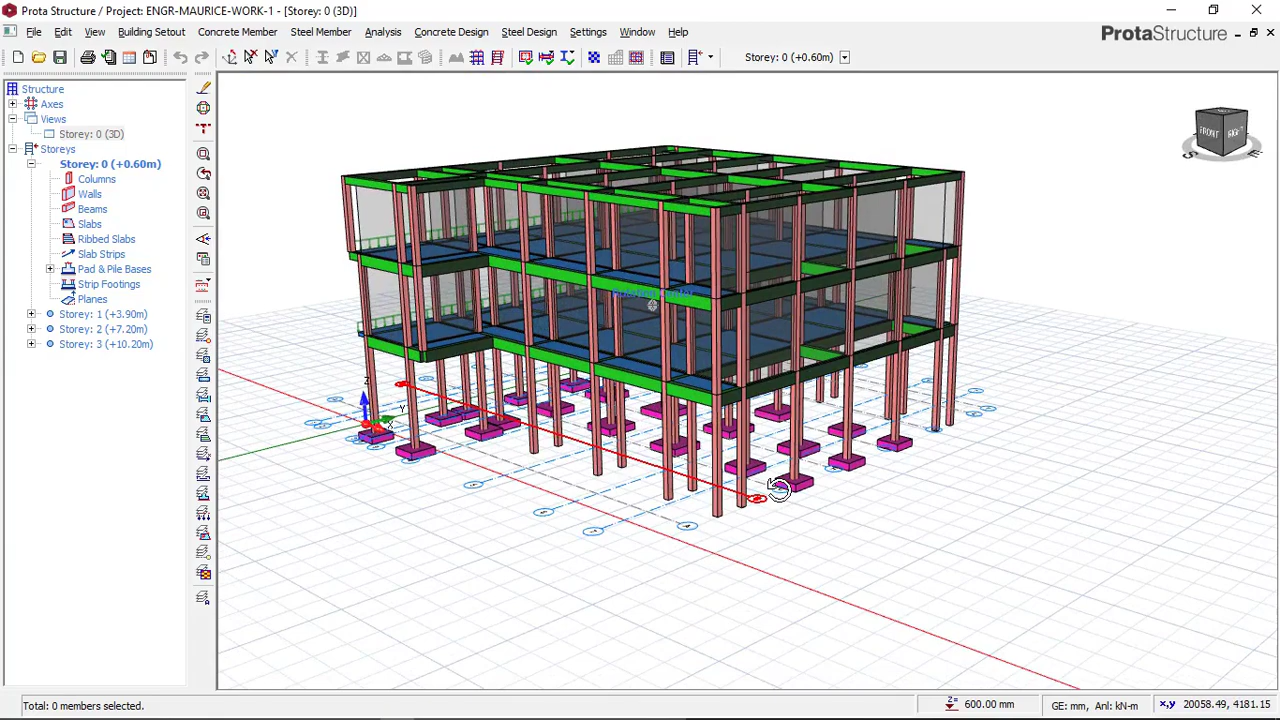 Prota Structure / Project: ENGR-MAURICE-WORK-1 - [Storey: 0 (3D)]
File Edit View Building Setout Concrete Member Steel Member Analysis Concrete Design Steel Design Settings Window Help
ProtaStructure
Storey: 0 (+0.60m)
Structure
Axes
Views
Storey: 0 (3D)
Storeys
Storey: 0 (+0.60m)
Columns
Walls
Beams
Slabs
Ribbed Slabs
Slab Strips
Pad & Pile Bases
Strip Footings
Planes
Storey: 1 (+3.90m)
Storey: 2 (+7.20m)
Storey: 3 (+10.20m)
FRONT
S
E
Z
Y
X
Total: 0 members selected.
Z=
600.00 mm
GE: mm, Anl: kN-m
x,y 20058.49, 4181.15